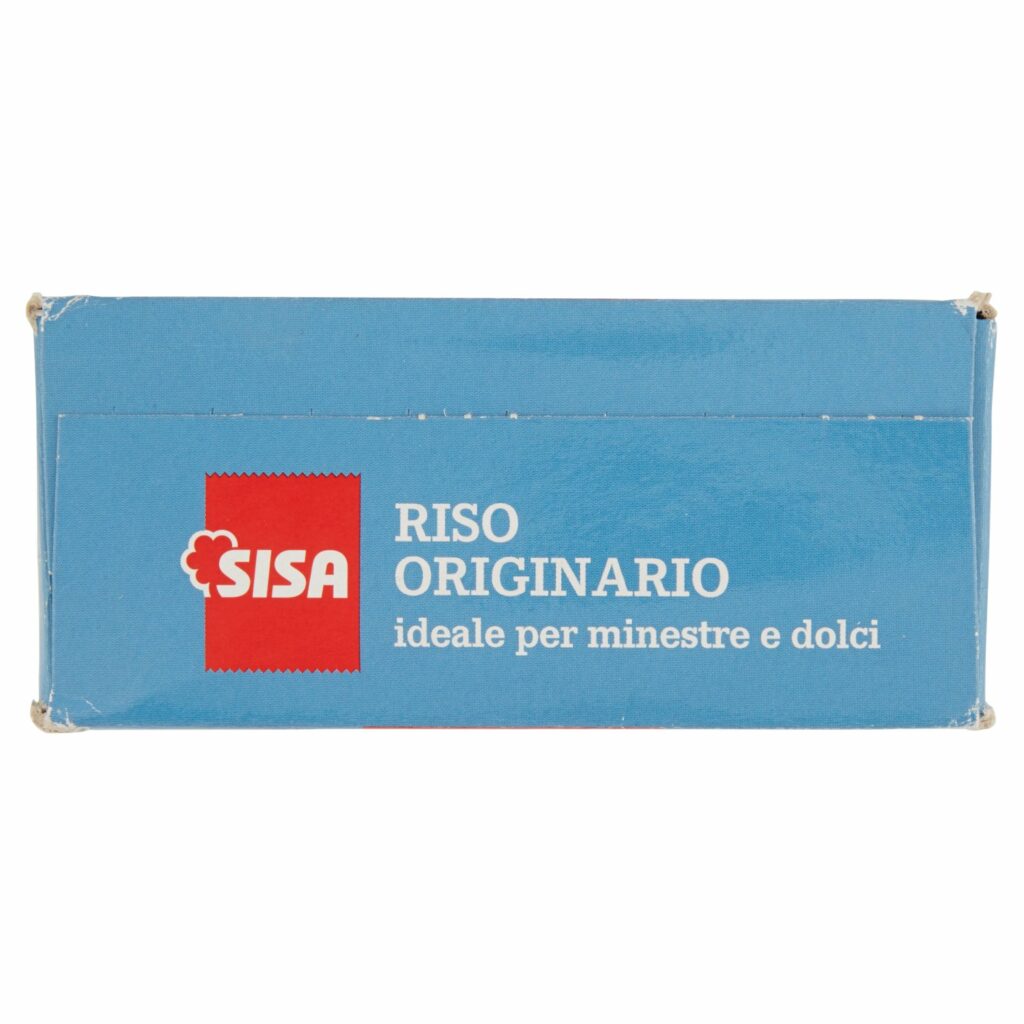 SISA
RISO
ORIGINARIO
ideale per minestre e dolci